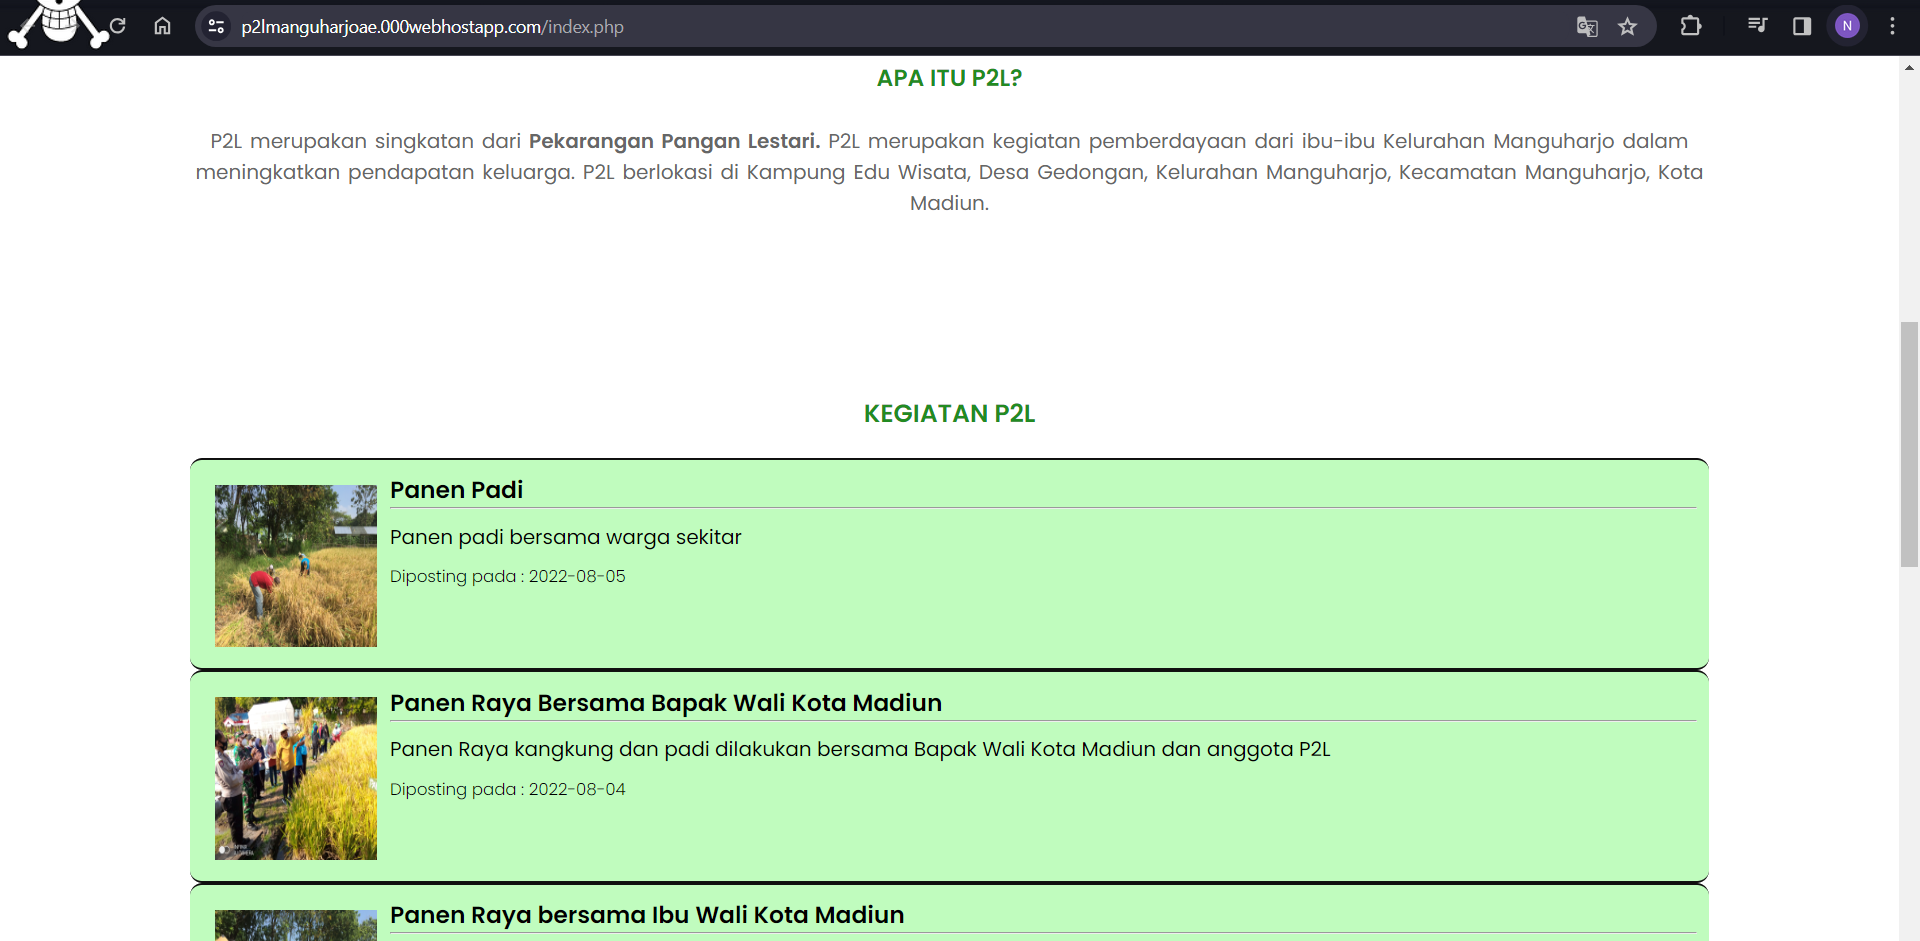 p2lmanguharjoae.000webhostapp.com/index.php
N
APA ITU P2L?
P2L merupakan singkatan dari Pekarangan Pangan Lestari. P2L merupakan kegiatan pemberdayaan dari ibu-ibu Kelurahan Manguharjo dalam
meningkatkan pendapatan keluarga. P2L berlokasi di Kampung Edu Wisata, Desa Gedongan, Kelurahan Manguharjo, Kecamatan Manguharjo, Kota
Madiun.
KEGIATAN P2L
Panen Padi
Panen padi bersama warga sekitar
Diposting pada : 2022-08-05
Panen Raya Bersama Bapak Wali Kota Madiun
Panen Raya kangkung dan padi dilakukan bersama Bapak Wali Kota Madiun dan anggota P2L
Diposting pada : 2022-08-04
Panen Raya bersama Ibu Wali Kota Madiun